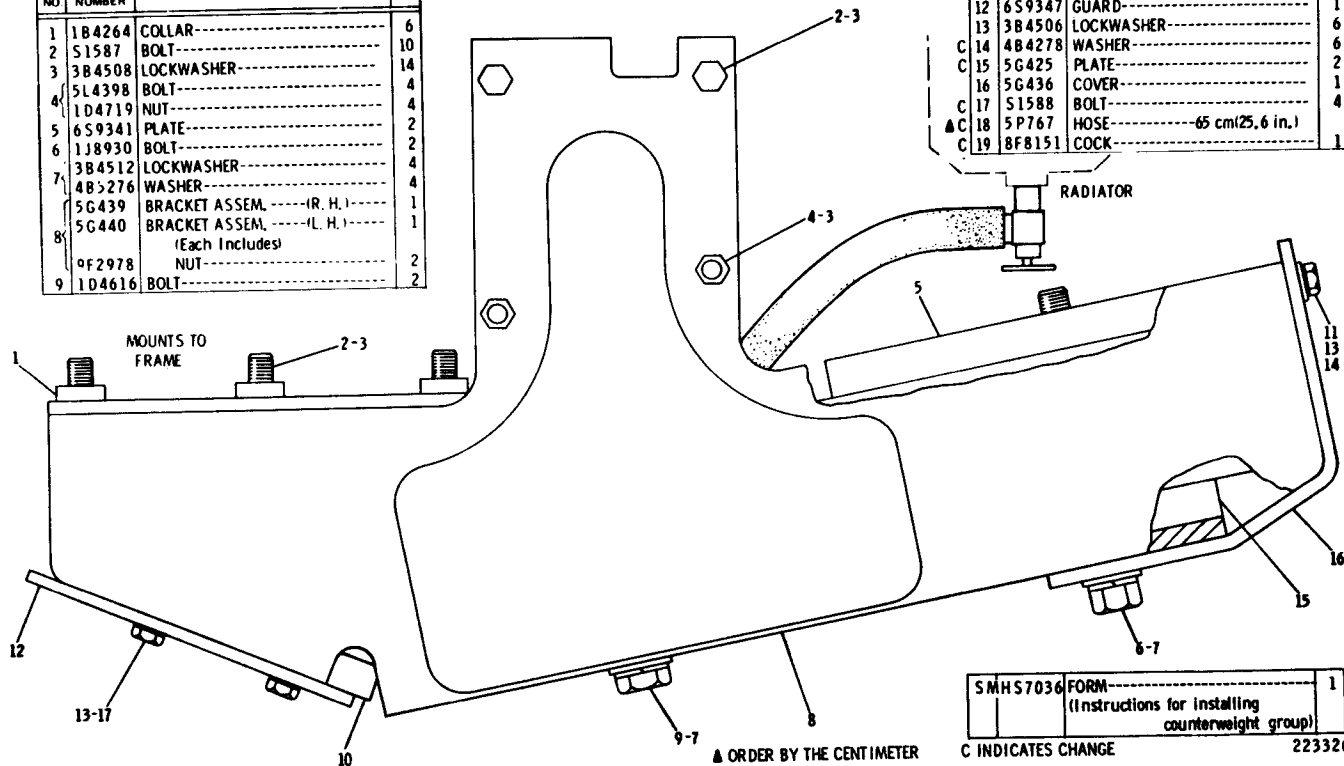 NO NUMBER
1 1B4264 COLLAR 6
2 S1587 BOLT 10
3 3B4508 LOCKWASHER 14
4 5L4398 BOLT 4
1D4719 NUT 4
5 6S9341 PLATE 2
6 1J8930 BOLT 2
7 3B4512 LOCKWASHER 4
4B5276 WASHER 4
8 5G439 BRACKET ASSEM. (R. H.) 1
5G440 BRACKET ASSEM. (L. H.) 1
(Each Includes)
9F2978 NUT 2
9 1D4616 BOLT 2
12 6S9347 GUARD 1
13 3B4506 LOCKWASHER 6
C 14 4B4278 WASHER 6
C 15 5G425 PLATE 2
16 5G436 COVER 1
C 17 S1588 BOLT 4
▲ C 18 5P767 HOSE 65 cm(25.6 in.)
C 19 8F8151 COCK 1
2-3
RADIATOR
4-3
5
11
13
14
MOUNTS TO
FRAME
1
2-3
16
15
12
6-7
13-17
8
9-7
10
SMHS7036 FORM 1
(Instructions for installing
counterweight group)
▲ ORDER BY THE CENTIMETER
C INDICATES CHANGE